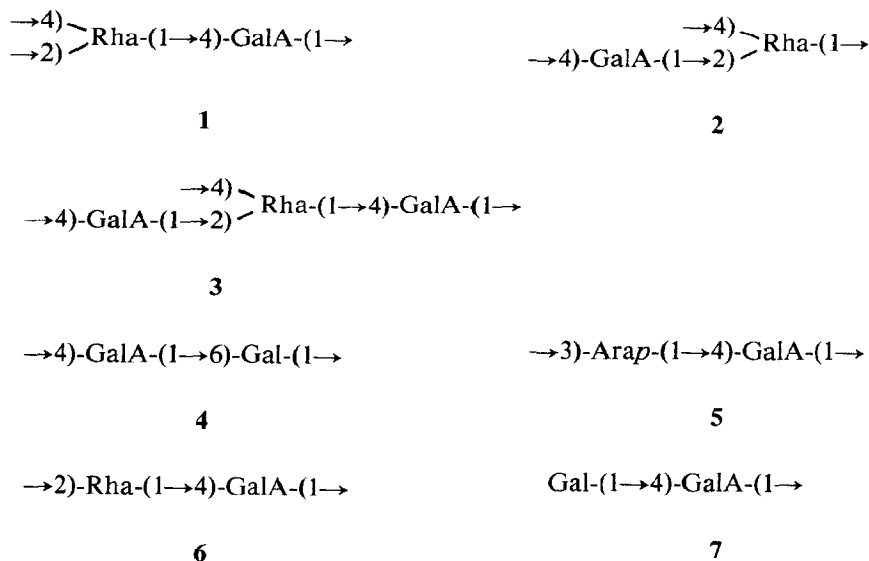 →4)
→2) Rha-(1→4)-GalA-(1→
1
→4)
→4)-GalA-(1→2) Rha-(1→
2
→4)
→4)-GalA-(1→2) Rha-(1→4)-GalA-(1→
3
→4)-GalA-(1→6)-Gal-(1→
4
→3)-Arap-(1→4)-GalA-(1→
5
→2)-Rha-(1→4)-GalA-(1→
6
Gal-(1→4)-GalA-(1→
7